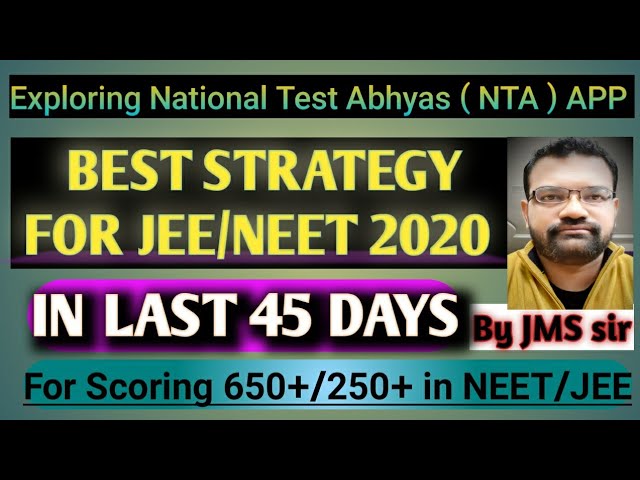 Exploring National Test Abhyas ( NTA ) APP
BEST STRATEGY
FOR JEE/NEET 2020
IN LAST 45 DAYS
By JMS sir
For Scoring 650+/250+ in NEET/JEE